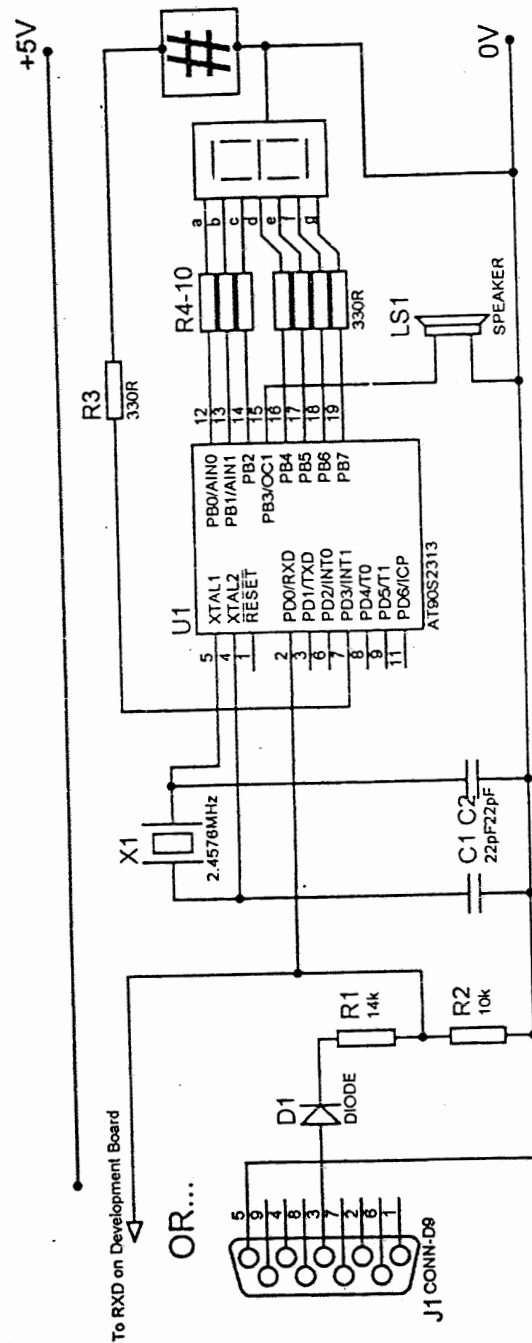 +5V
0V
#
R3
330R
a
b
c
d
e
f
g
R4-10
330R
LS1
SPEAKER
U1
12
13
14
15
16
17
18
19
PB0/AIN0
PB1/AIN1
PB2
PB3/OC1
PB4
PB5
PB6
PB7
XTAL1
XTAL2
RESET
PD0/RXD
PD1/TXD
PD2/INT0
PD3/INT1
PD4/T0
PD5/T1
PD6/ICP
5
4
1
2
3
6
7
8
9
11
AT90S2313
X1
2.4576MHz
C1 C2
22pF22pF
R1
14k
R2
10k
D1
DIODE
To RXD on Development Board
OR...
5
9
4
8
3
7
2
6
1
J1 CONN-D9